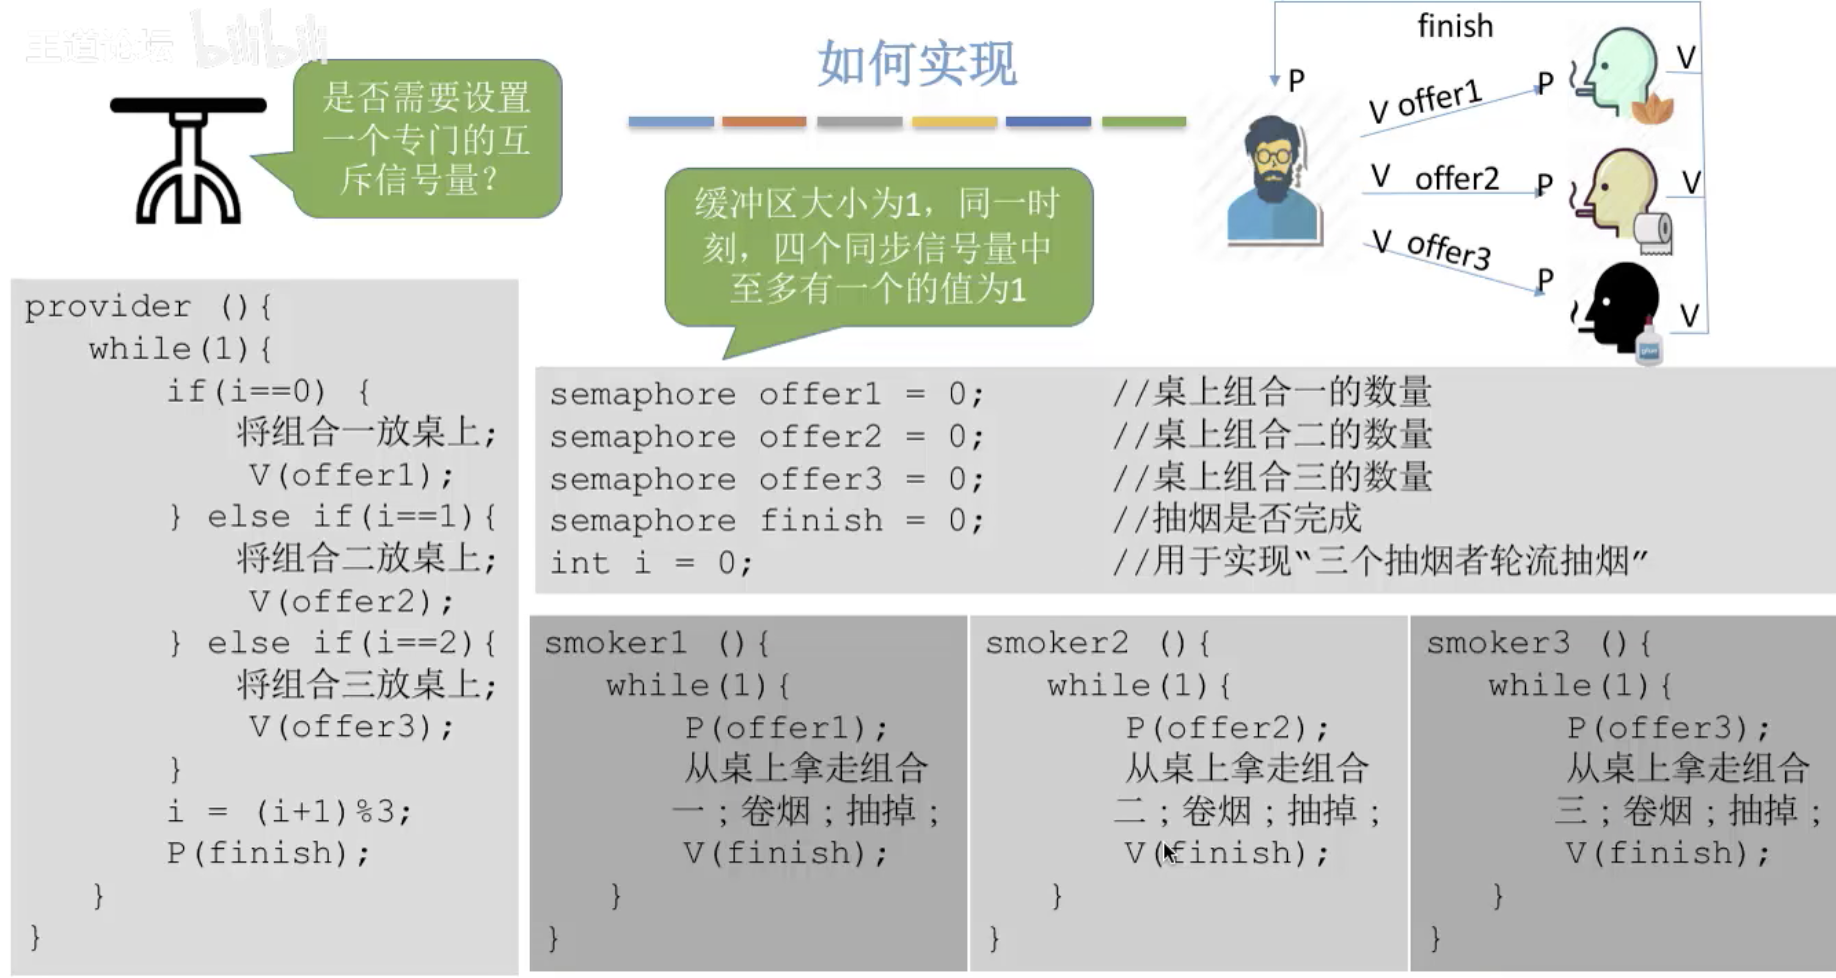 王道论坛 bilibili
如何实现
是否需要设置
一个专门的互
斥信号量?
缓冲区大小为1，同一时
刻，四个同步信号量中
至多有一个的值为1
finish
P
V offer1 P V
V offer2 P V
V offer3 P V
provider (){
while(1){
if(i==0) {
将组合一放桌上;
V(offer1);
} else if(i==1){
将组合二放桌上;
V(offer2);
} else if(i==2){
将组合三放桌上;
V(offer3);
}
i = (i+1)%3;
P(finish);
}
}
semaphore offer1 = 0; //桌上组合一的数量
semaphore offer2 = 0; //桌上组合二的数量
semaphore offer3 = 0; //桌上组合三的数量
semaphore finish = 0; //抽烟是否完成
int i = 0; //用于实现“三个抽烟者轮流抽烟”
smoker1 (){
while(1){
P(offer1);
从桌上拿走组合
一；卷烟；抽掉；
V(finish);
}
}
smoker2 (){
while(1){
P(offer2);
从桌上拿走组合
二；卷烟；抽掉；
V(finish);
}
}
smoker3 (){
while(1){
P(offer3);
从桌上拿走组合
三；卷烟；抽掉；
V(finish);
}
}